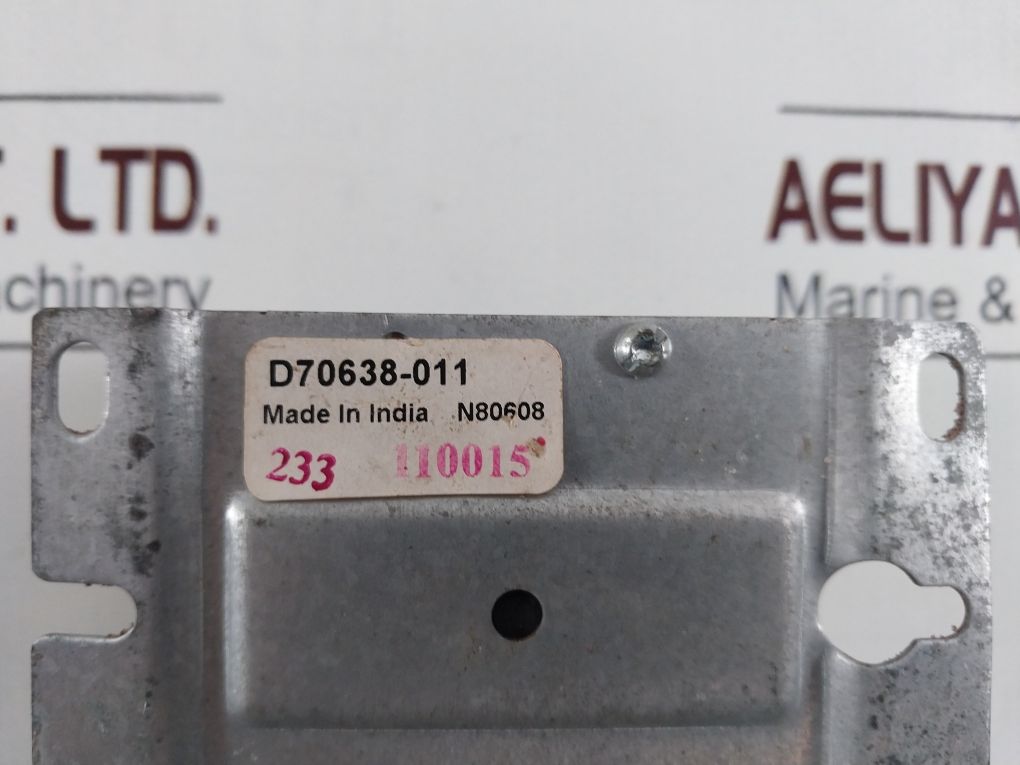 LTD.
AELIYA
chinery
Marine &
D70638-011
Made In India N80608
233 110015